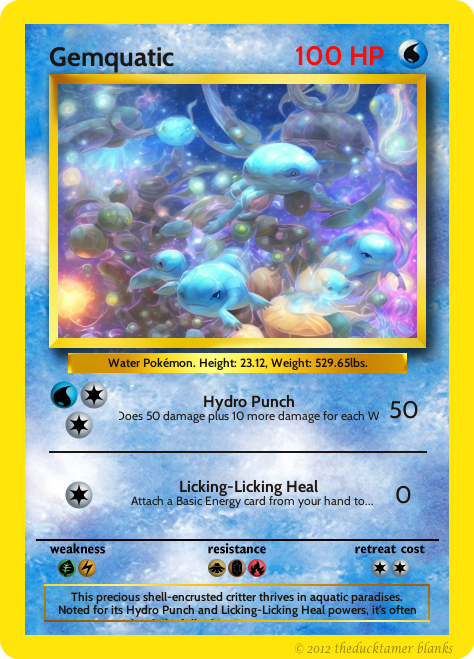 Gemquatic 100 HP
Water Pokémon. Height: 23.12, Weight: 529.65lbs.
Hydro Punch
Does 50 damage plus 10 more damage for each W
50
Licking-Licking Heal
Attach a Basic Energy card from your hand to...
0
weakness resistance retreat cost
This precious shell-encrusted critter thrives in aquatic paradises.
Noted for its Hydro Punch and Licking-Licking Heal powers, it's often
© 2012 theducktamer blanks